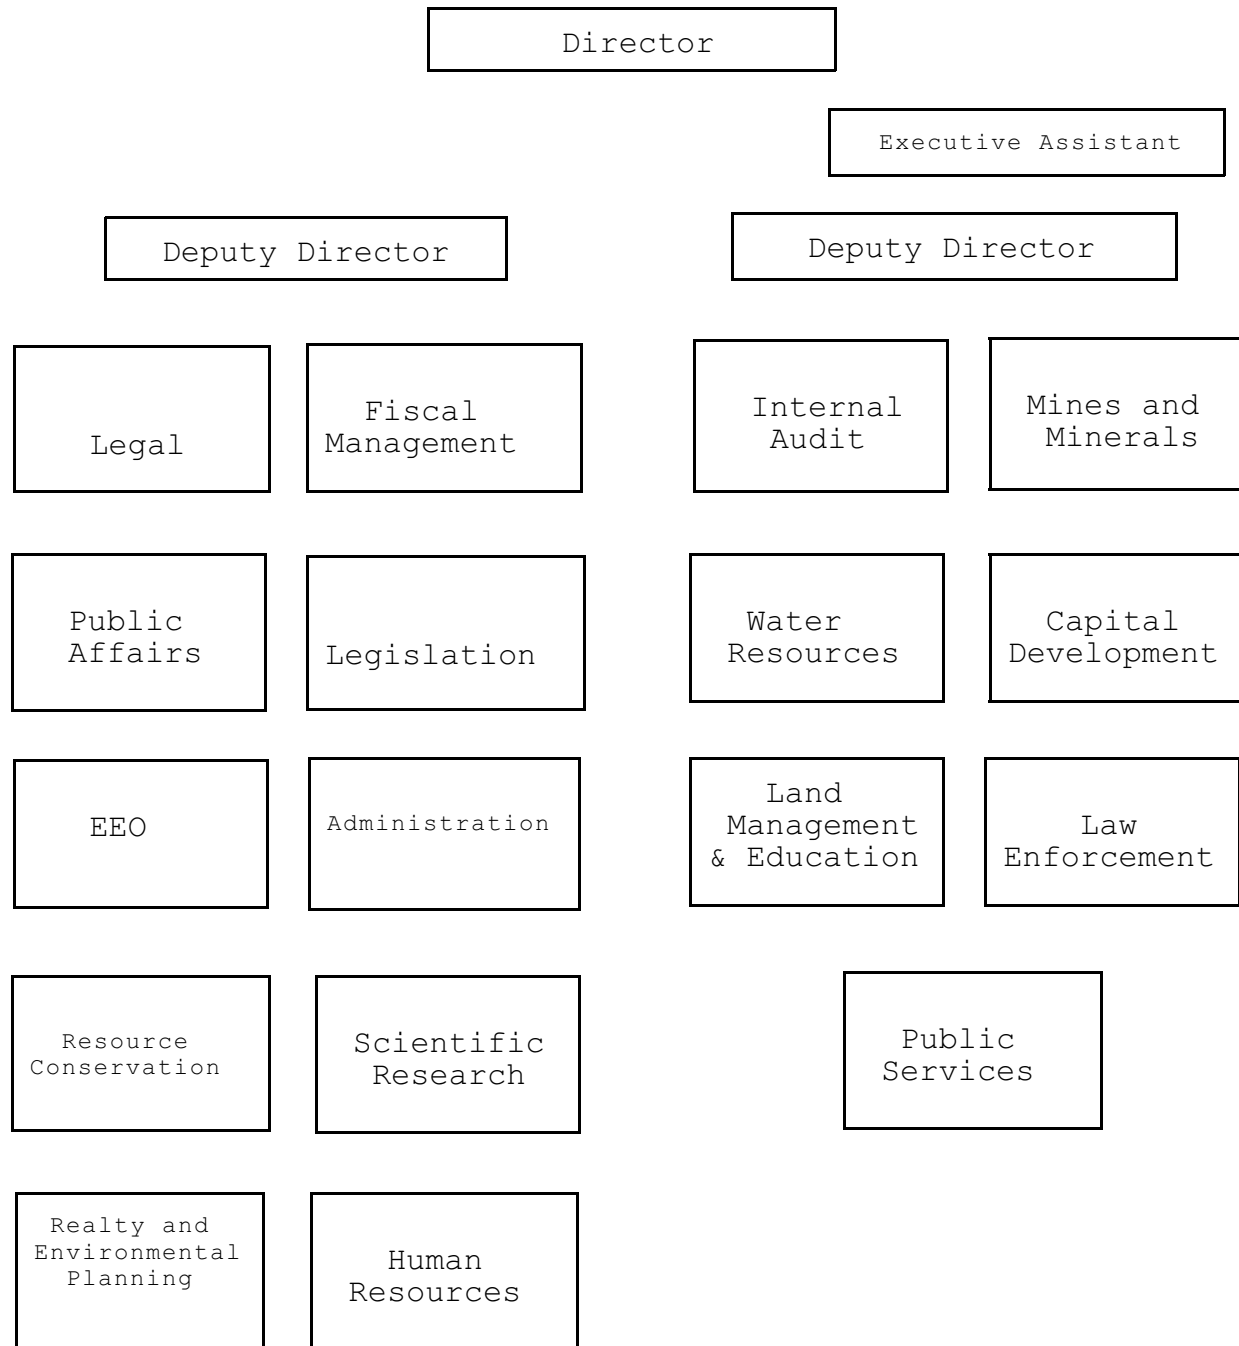 Director
Executive Assistant
Deputy Director
Deputy Director
Legal
Fiscal
Management
Internal
Audit
Mines and
Minerals
Public
Affairs
Legislation
Water
Resources
Capital
Development
EEO
Administration
Land
Management
& Education
Law
Enforcement
Resource
Conservation
Scientific
Research
Public
Services
Realty and
Environmental
Planning
Human
Resources